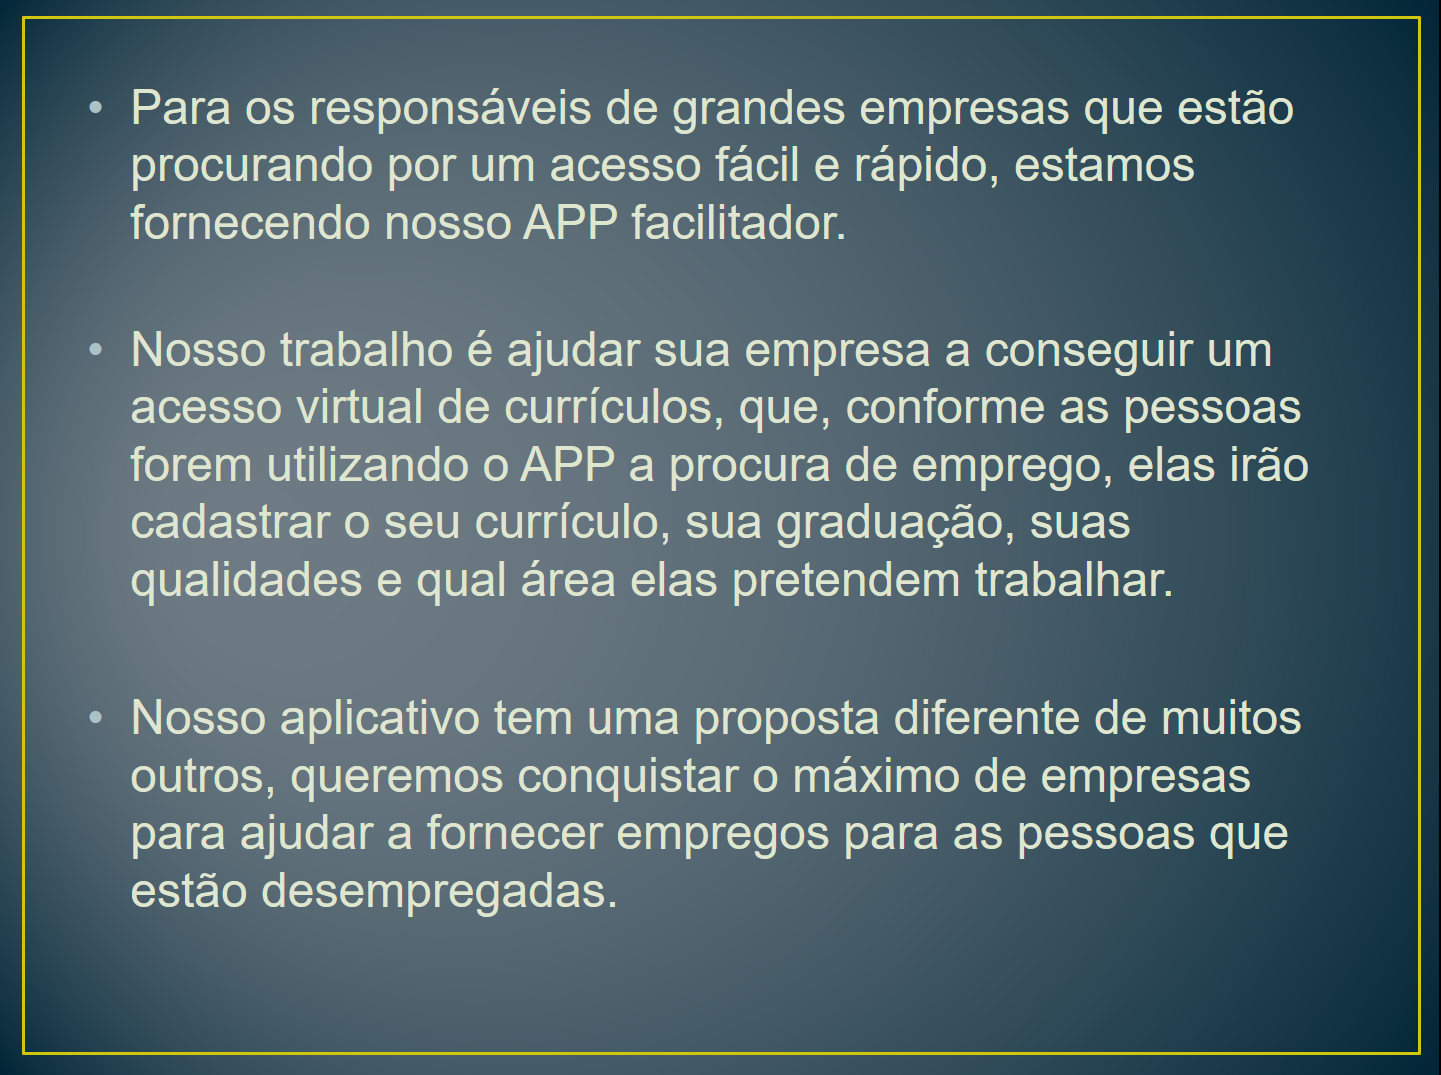 • Para os responsáveis de grandes empresas que estão
procurando por um acesso fácil e rápido, estamos
fornecendo nosso APP facilitador.
• Nosso trabalho é ajudar sua empresa a conseguir um
acesso virtual de currículos, que, conforme as pessoas
forem utilizando o APP a procura de emprego, elas irão
cadastrar o seu currículo, sua graduação, suas
qualidades e qual área elas pretendem trabalhar.
• Nosso aplicativo tem uma proposta diferente de muitos
outros, queremos conquistar o máximo de empresas
para ajudar a fornecer empregos para as pessoas que
estão desempregadas.